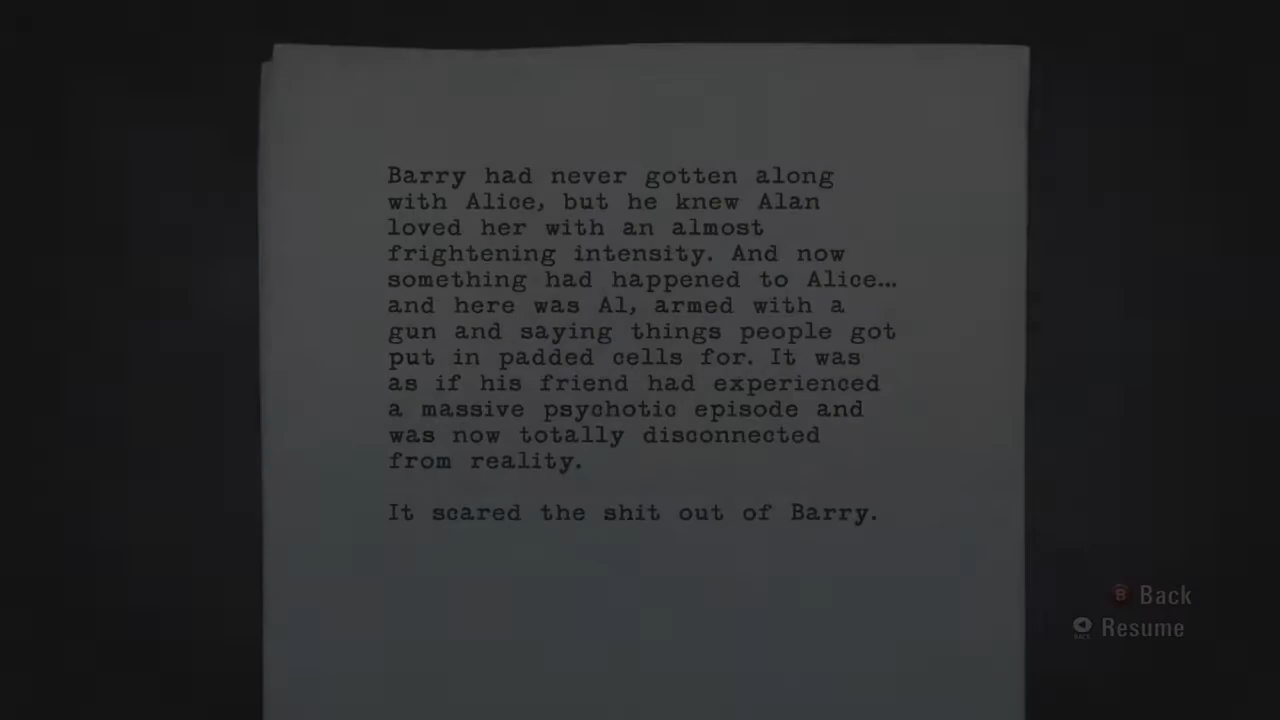 Barry had never gotten along
with Alice, but he knew Alan
loved her with an almost
frightening intensity. And now
something had happened to Alice...
and here was Al, armed with a
gun and saying things people got
put in padded cells for. It was
as if his friend had experienced
a massive psychotic episode and
was now totally disconnected
from reality.
It scared the shit out of Barry.
B Back
BACK Resume